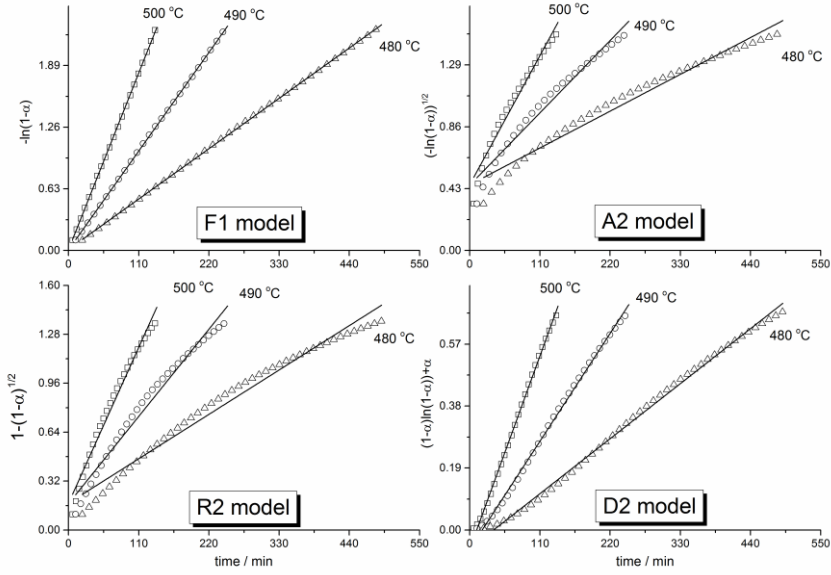 500 °C
490 °C
480 °C
1.89
1.26
0.63
0.00
-ln(1-α)
F1 model
0 110 220 330 440 550
500 °C
490 °C
480 °C
1.29
0.86
0.43
0.00
(-ln(1-α))^1/2
A2 model
0 110 220 330 440 550
500 °C
490 °C
480 °C
1.60
1.28
0.96
0.64
0.32
0.00
1-(1-α)^1/2
R2 model
0 110 220 330 440 550
time / min
500 °C
490 °C
480 °C
0.57
0.38
0.19
0.00
(1-α)ln(1-α))+α
D2 model
0 110 220 330 440 550
time / min